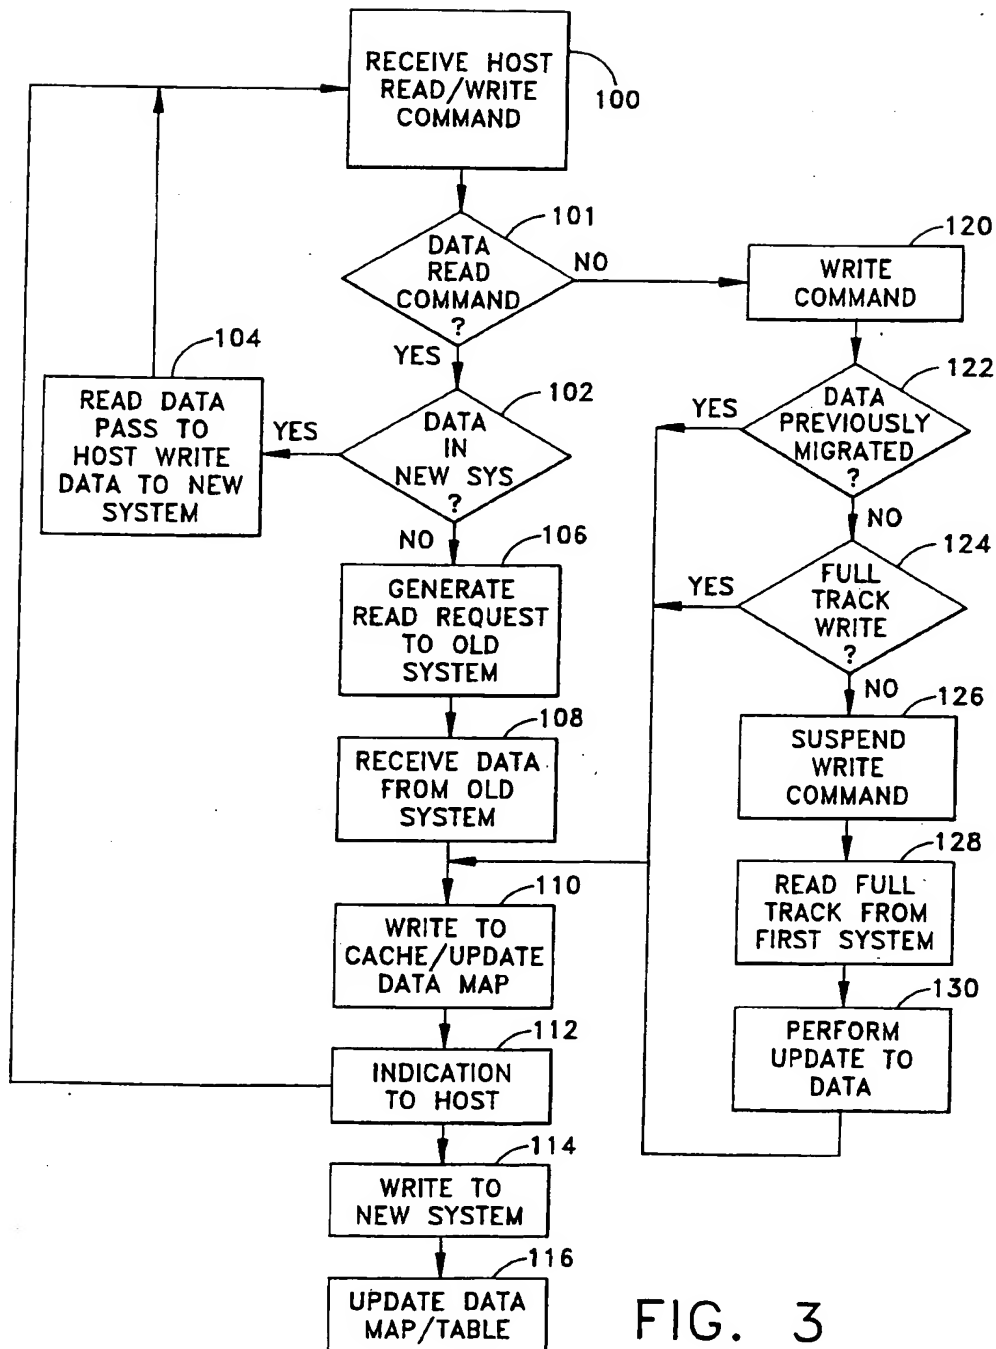 RECEIVE HOST
READ/WRITE
COMMAND
100
101
DATA
READ
COMMAND
?
NO
YES
120
WRITE
COMMAND
104
READ DATA
PASS TO
HOST WRITE
DATA TO NEW
SYSTEM
YES
102
DATA
IN
NEW SYS
?
NO
122
DATA
PREVIOUSLY
MIGRATED
?
YES
NO
106
GENERATE
READ REQUEST
TO OLD
SYSTEM
124
FULL
TRACK
WRITE
?
YES
NO
108
RECEIVE DATA
FROM OLD
SYSTEM
126
SUSPEND
WRITE
COMMAND
110
WRITE TO
CACHE/UPDATE
DATA MAP
128
READ FULL
TRACK FROM
FIRST SYSTEM
112
INDICATION
TO HOST
130
PERFORM
UPDATE TO
DATA
114
WRITE TO
NEW SYSTEM
116
UPDATE DATA
MAP/TABLE
FIG. 3